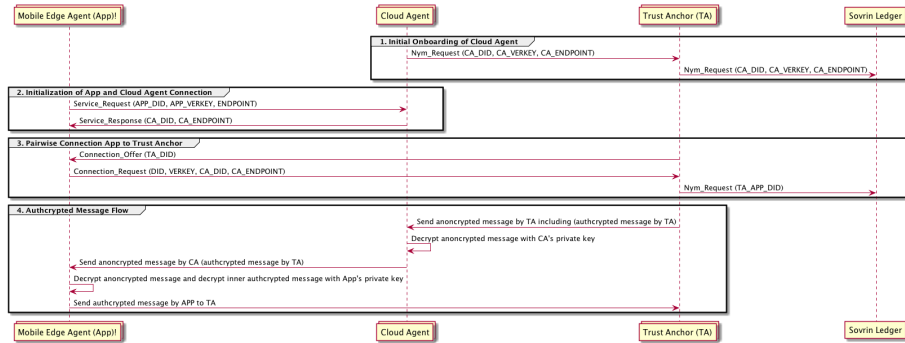 Mobile Edge Agent (App)!
Cloud Agent
Trust Anchor (TA)
Sovrin Ledger
1. Initial Onboarding of Cloud Agent
Nym_Request (CA_DID, CA_VERKEY, CA_ENDPOINT)
Nym_Request (CA_DID, CA_VERKEY, CA_ENDPOINT)
2. Initialization of App and Cloud Agent Connection
Service_Request (APP_DID, APP_VERKEY, ENDPOINT)
Service_Response (CA_DID, CA_ENDPOINT)
3. Pairwise Connection App to Trust Anchor
Connection_Offer (TA_DID)
Connection_Request (DID, VERKEY, CA_DID, CA_ENDPOINT)
Nym_Request (TA_APP_DID)
4. Authcrypted Message Flow
Send anoncrypted message by TA including (authcrypted message by TA)
Decrypt anoncrypted message with CA's private key
Send anoncrypted message by CA (authcrypted message by TA)
Decrypt anoncrypted message and decrypt inner authcrypted message with App's private key
Send authcrypted message by APP to TA
Mobile Edge Agent (App)!
Cloud Agent
Trust Anchor (TA)
Sovrin Ledger